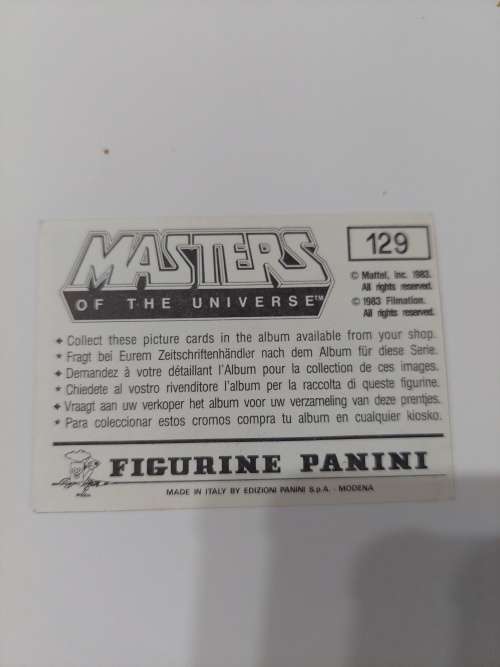 MASTERS
OF THE UNIVERSE™
129
© Mattel, Inc. 1983.
All rights reserved.
© 1983 Filmation.
All rights reserved.
✦ Collect these picture cards in the album available from your shop.
★ Fragt bei Eurem Zeitschriftenhändler nach dem Album für diese Serie.
✦ Demandez à votre détaillant l'Album pour la collection de ces images.
★ Chiedete al vostro rivenditore l'album per la raccolta di queste figurine.
✦ Vraagt aan uw verkoper het album voor uw verzameling van deze prentjes.
★ Para coleccionar estos cromos compra tu album en cualquier kiosko.
FIGURINE PANINI
MADE IN ITALY BY EDIZIONI PANINI S.p.A. - MODENA